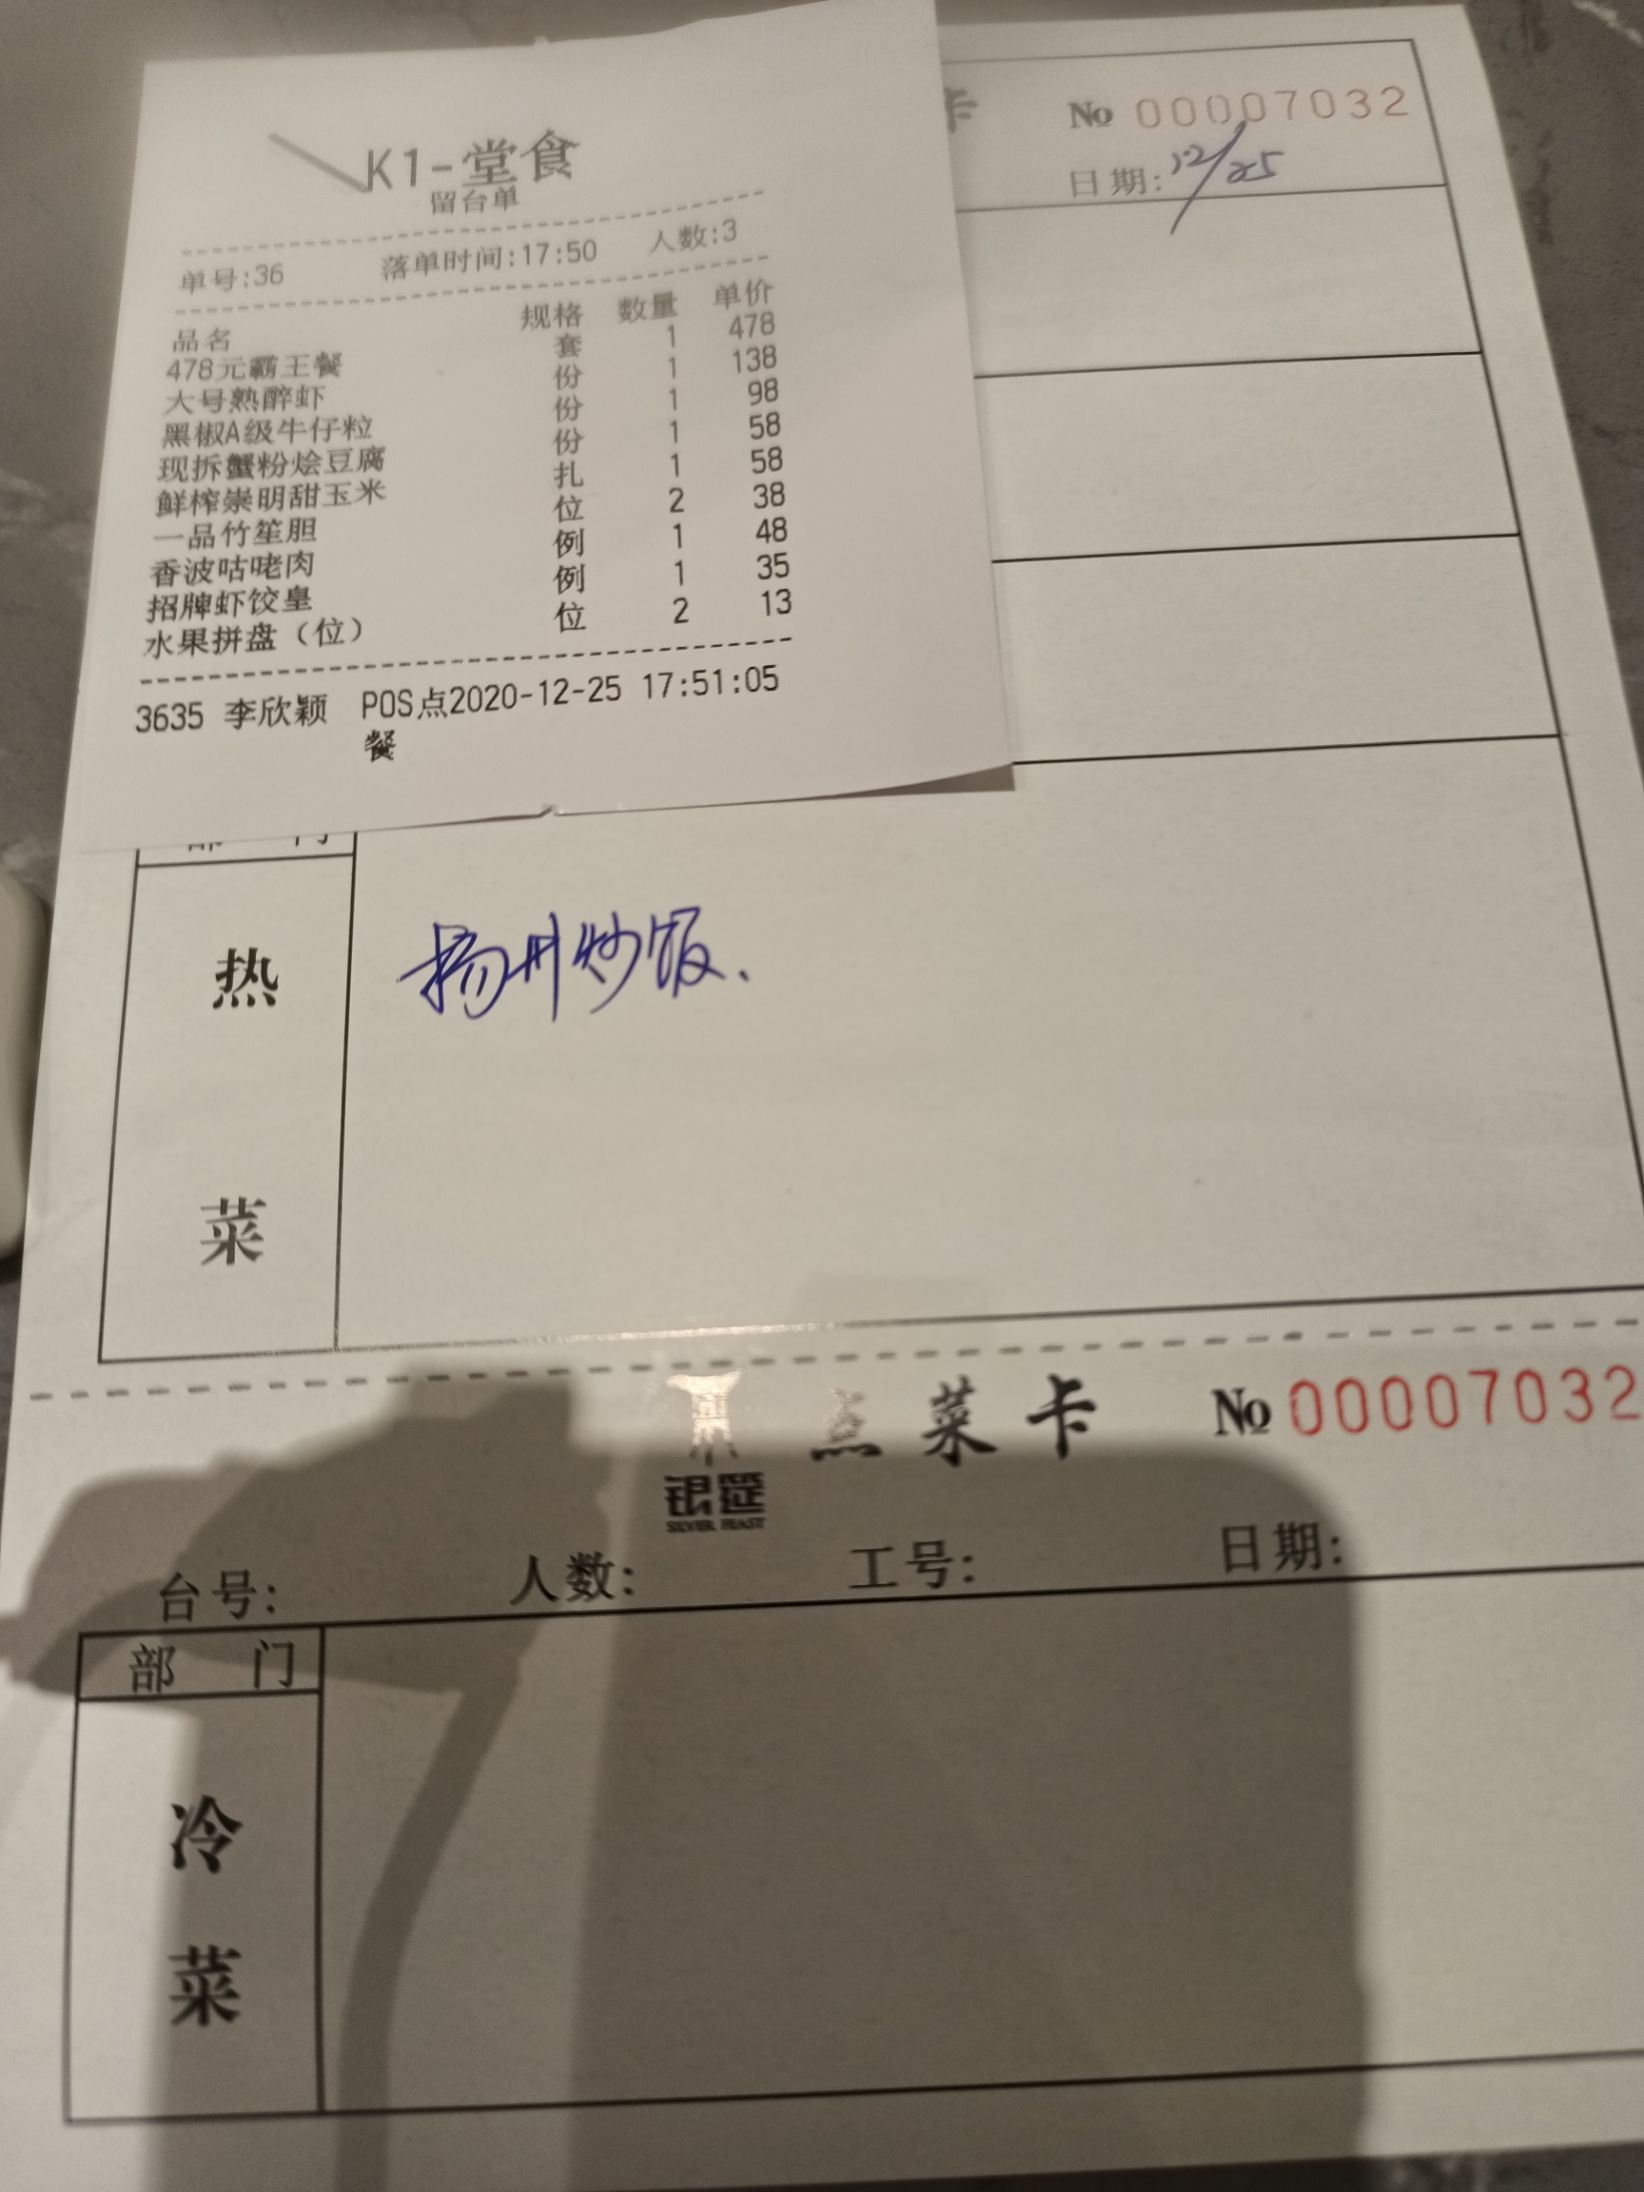 K1-堂食
留台单
单号:36 落单时间:17:50 人数:3
品名 规格 数量 单价
478元霸王餐 套 1 478
大号熟醉虾 份 1 138
黑椒A级牛仔粒 份 1 98
现拆蟹粉烩豆腐 份 1 58
鲜榨崇明甜玉米 扎 1 58
一品竹笙胆 位 2 38
香波咕咾肉 例 1 48
招牌虾饺皇 例 1 35
水果拼盘（位） 位 2 13
3635 李欣颖 POS点2020-12-25 17:51:05
餐
卡 No 00007032
日期:12/25
部 门
热菜
扬州炒饭.
银筵 点菜卡 No 00007032
SILVER FEAST
台号: 人数: 工号: 日期:
部 门
冷菜